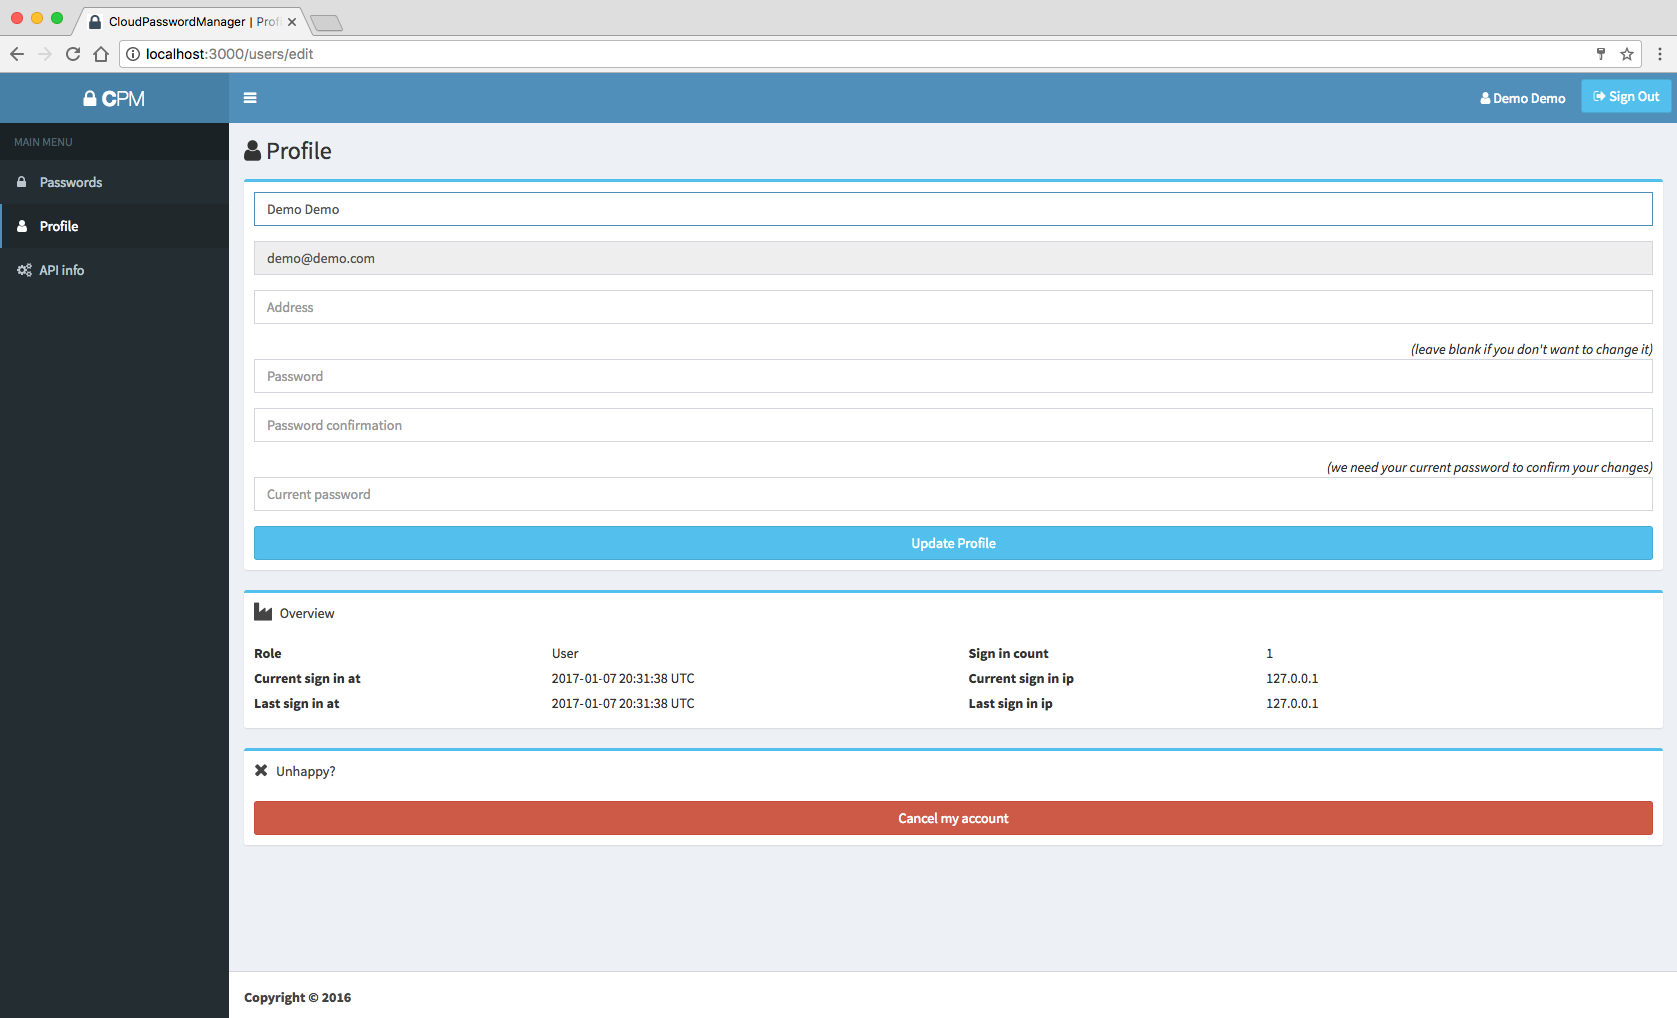 CloudPasswordManager | Prof
localhost:3000/users/edit
CPM
Demo Demo
Sign Out
MAIN MENU
Passwords
Profile
API info
Profile
Demo Demo
demo@demo.com
Address
(leave blank if you don't want to change it)
Password
Password confirmation
(we need your current password to confirm your changes)
Current password
Update Profile
Overview
Role User Sign in count 1
Current sign in at 2017-01-07 20:31:38 UTC Current sign in ip 127.0.0.1
Last sign in at 2017-01-07 20:31:38 UTC Last sign in ip 127.0.0.1
Unhappy?
Cancel my account
Copyright © 2016